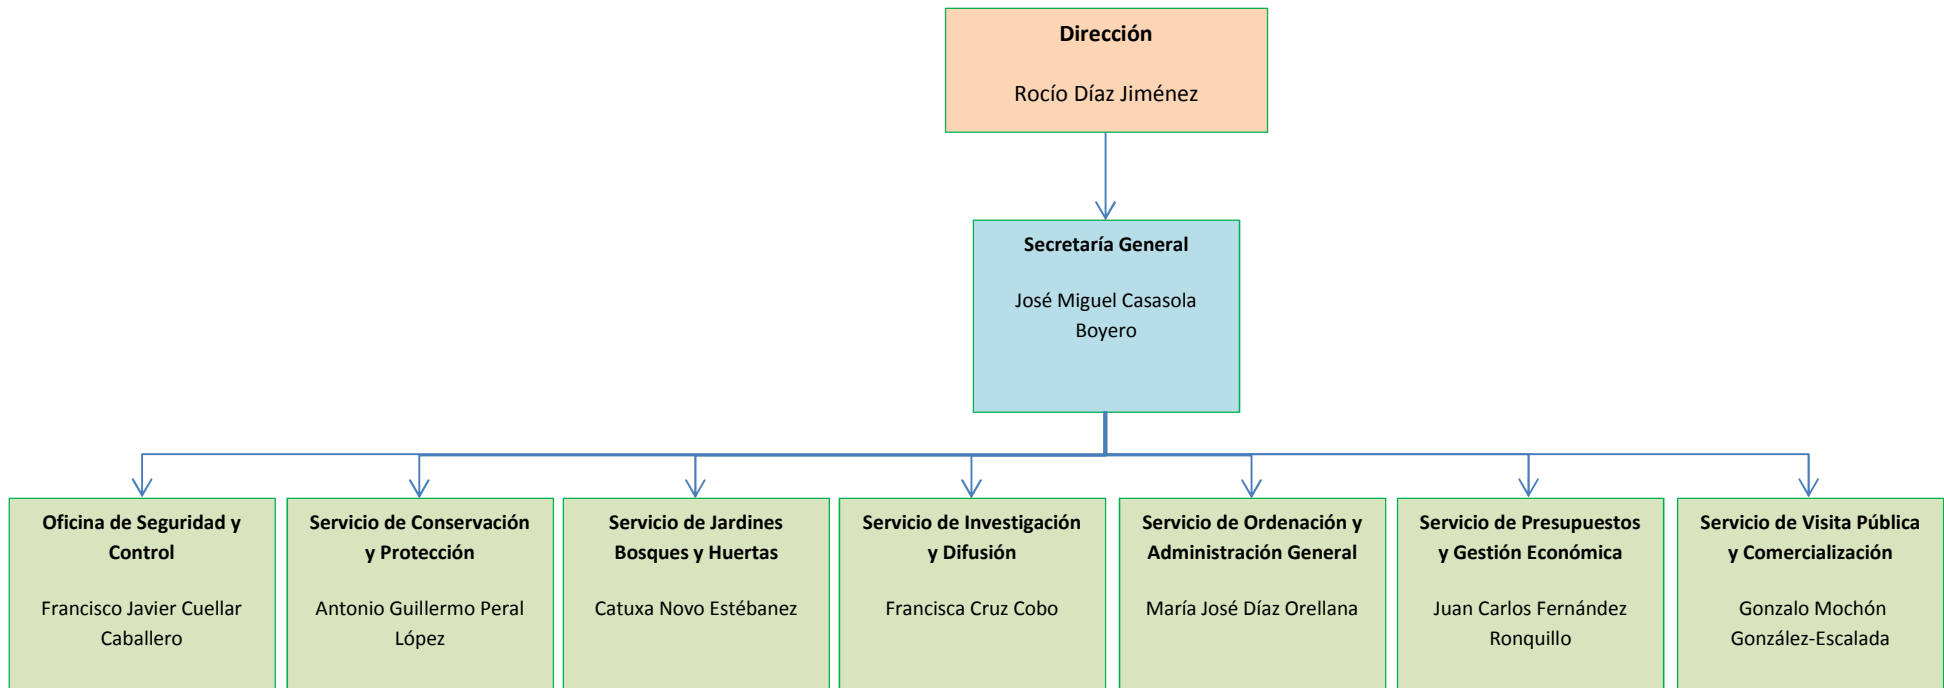 Dirección
Rocío Díaz Jiménez
Secretaría General
José Miguel Casasola
Boyero
Oficina de Seguridad y
Control
Francisco Javier Cuellar
Caballero
Servicio de Conservación
y Protección
Antonio Guillermo Peral
López
Servicio de Jardines
Bosques y Huertas
Catuxa Novo Estébanez
Servicio de Investigación
y Difusión
Francisca Cruz Cobo
Servicio de Ordenación y
Administración General
María José Díaz Orellana
Servicio de Presupuestos
y Gestión Económica
Juan Carlos Fernández
Ronquillo
Servicio de Visita Pública
y Comercialización
Gonzalo Mochón
González-Escalada